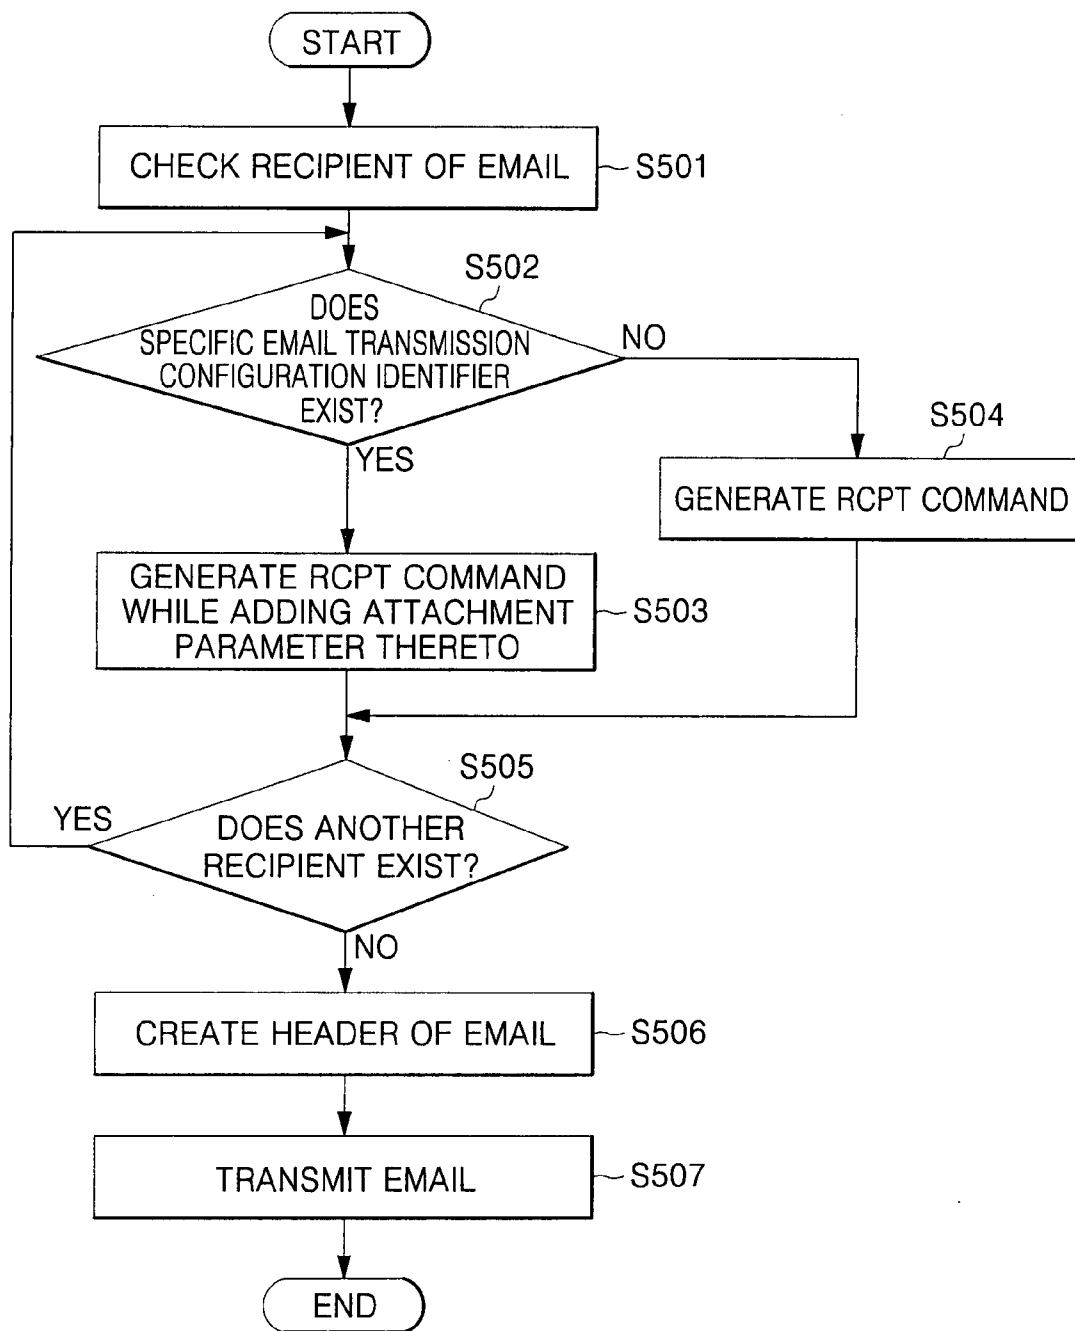 START
CHECK RECIPIENT OF EMAIL
S501
S502
DOES
SPECIFIC EMAIL TRANSMISSION
CONFIGURATION IDENTIFIER
EXIST?
NO
YES
S504
GENERATE RCPT COMMAND
GENERATE RCPT COMMAND
WHILE ADDING ATTACHMENT
PARAMETER THERETO
S503
S505
YES
DOES ANOTHER
RECIPIENT EXIST?
NO
CREATE HEADER OF EMAIL
S506
TRANSMIT EMAIL
S507
END